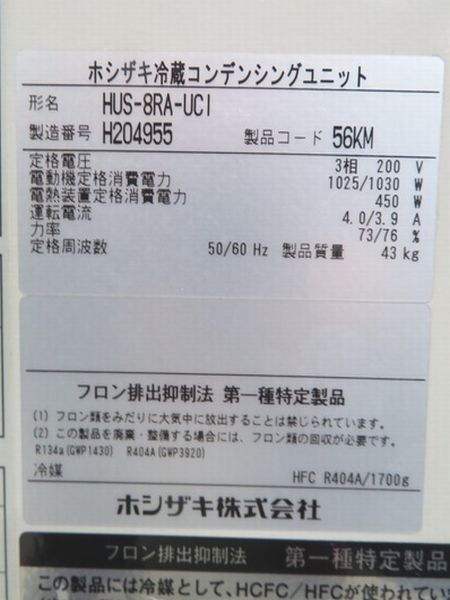 ホシザキ冷蔵コンデンシングユニット
形名 HUS-8RA-UCI
製造番号 H204955 製品コード 56KM
定格電圧 3相 200 V
電動機定格消費電力 1025/1030 W
電熱装置定格消費電力 450 W
運転電流 4.0/3.9 A
力率 73/76 %
定格周波数 50/60 Hz 製品質量 43 kg
フロン排出抑制法 第一種特定製品
(1) フロン類をみだりに大気中に放出することは禁じられています。
(2) この製品を廃棄・整備する場合には、フロン類の回収が必要です。
R134a(GWP1430) R404A(GWP3920)
冷媒 HFC R404A/1700g
ホシザキ株式会社
フロン排出抑制法 第一種特定製品
この製品には冷媒として、HCFC/HFCが使われてい